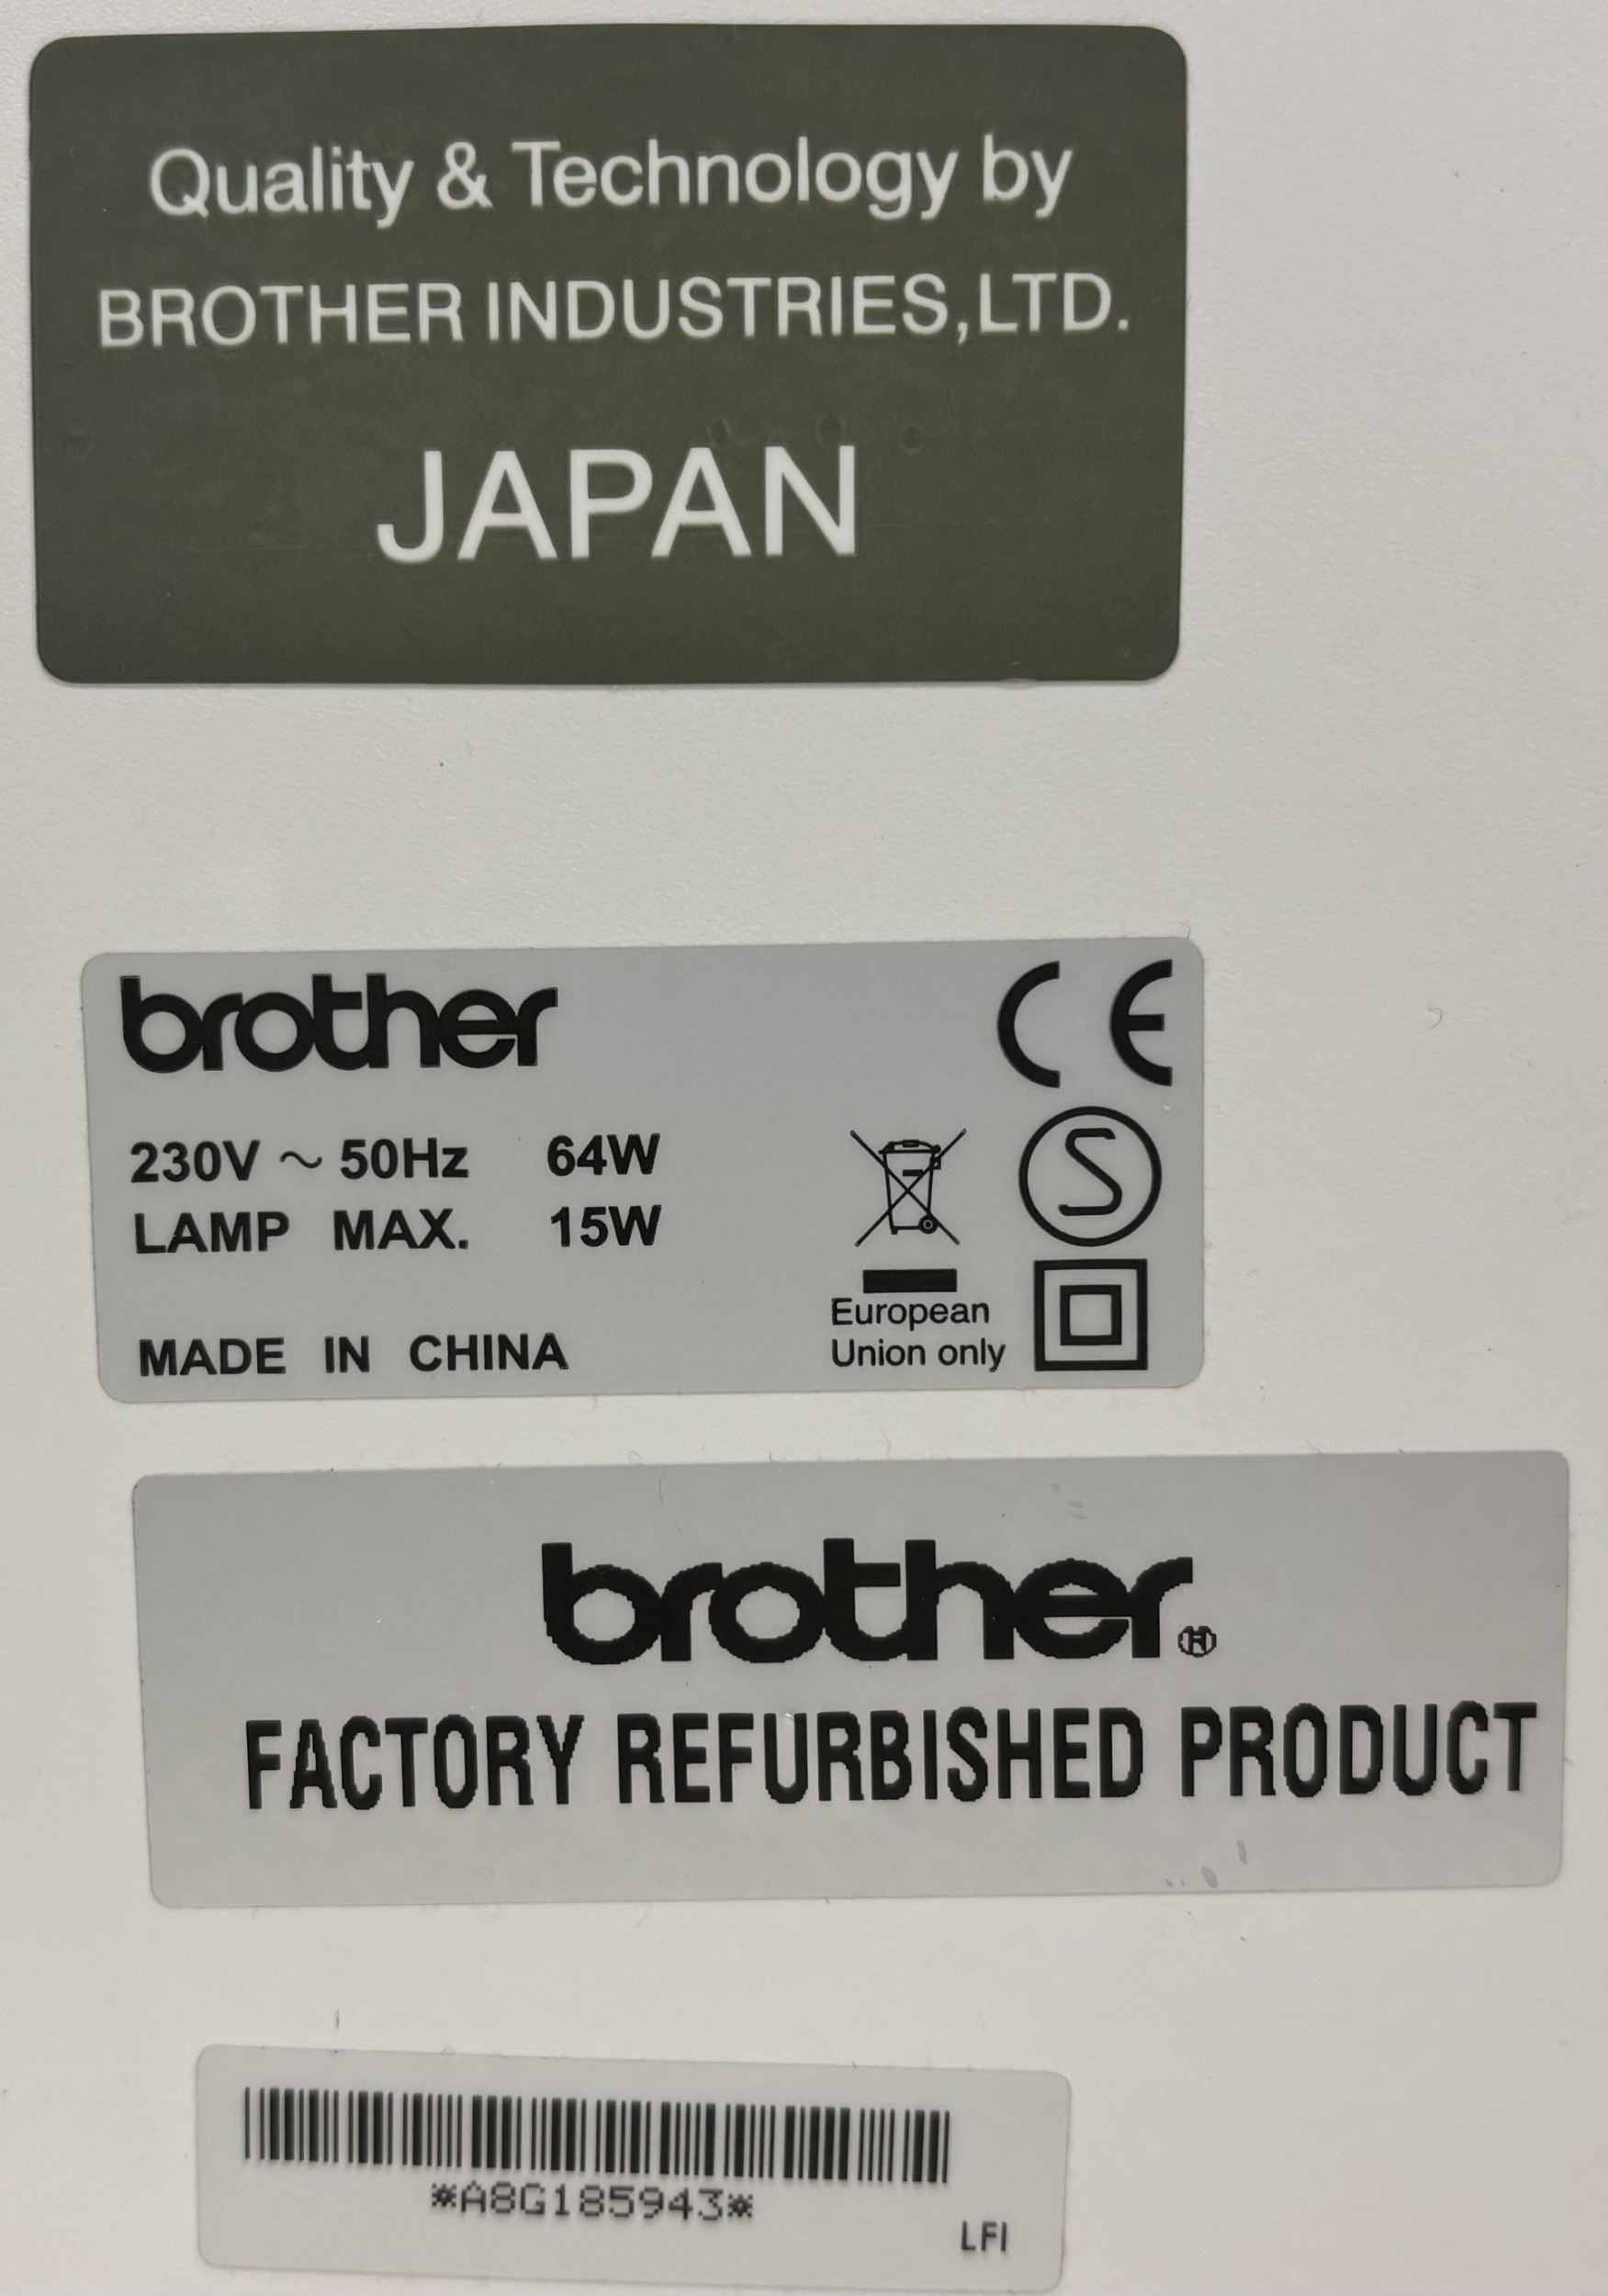 Quality & Technology by
BROTHER INDUSTRIES,LTD.
JAPAN
brother
CE
230V ~ 50Hz 64W
LAMP MAX. 15W
S
MADE IN CHINA
European
Union only
brother®
FACTORY REFURBISHED PRODUCT
*A8G185943*
LFI